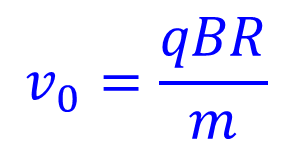 v₀ = qBR / m